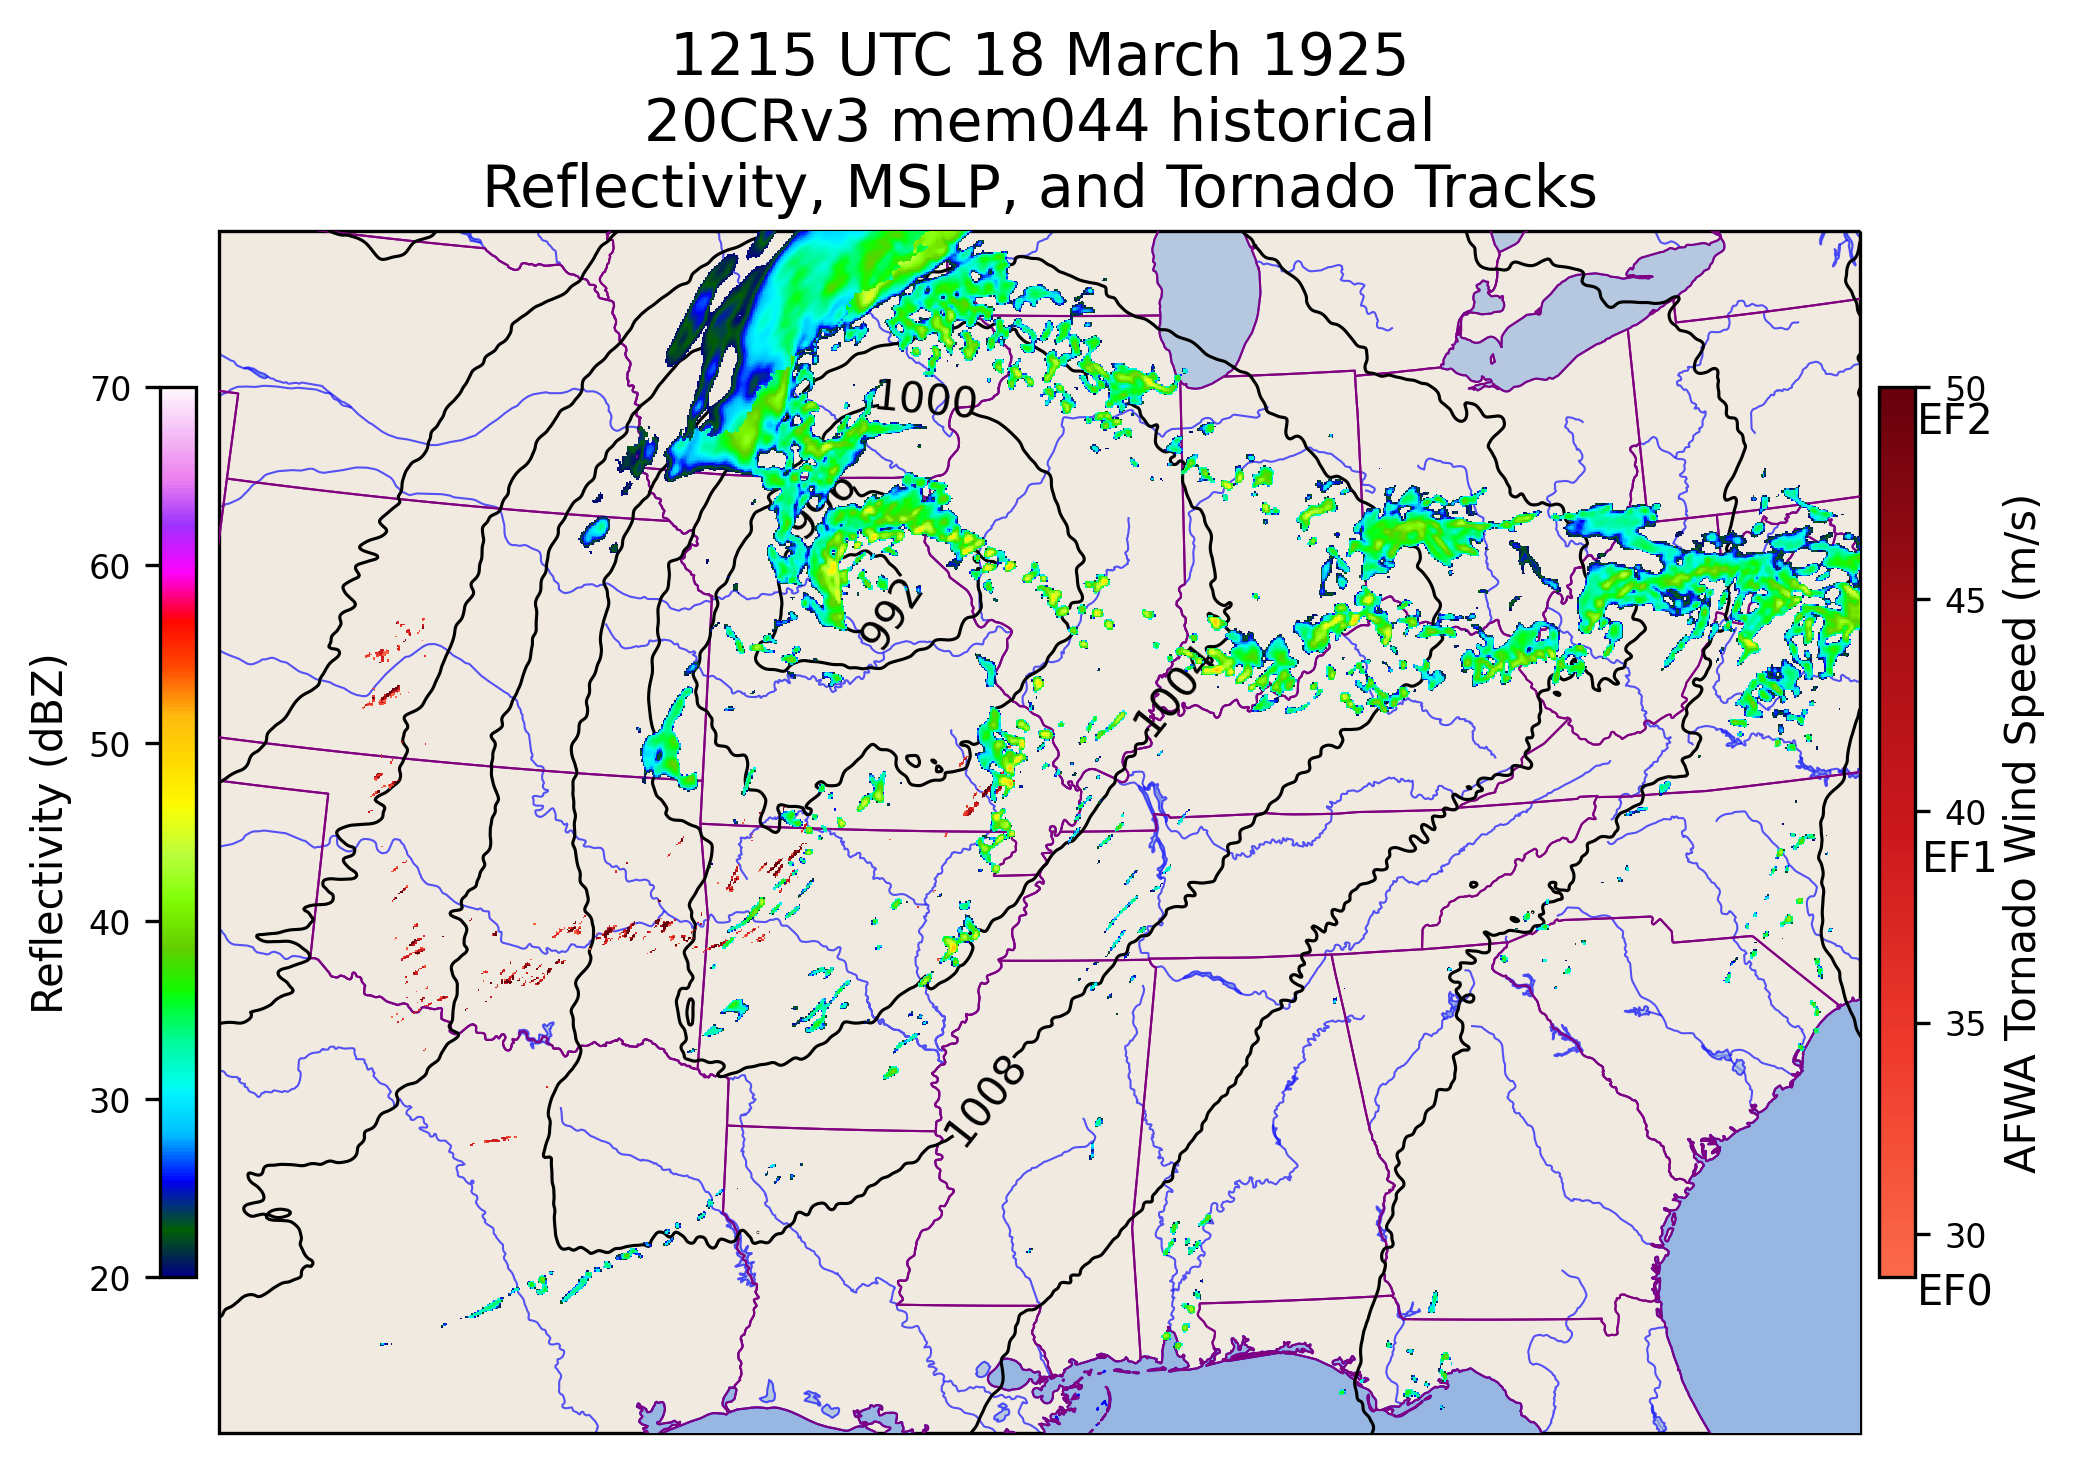 1215 UTC 18 March 1925
20CRv3 mem044 historical
Reflectivity, MSLP, and Tornado Tracks
70
60
50
40
30
20
Reflectivity (dBZ)
1000
996
992
1004
1008
50
EF2
45
40
EF1
35
30
EF0
AFWA Tornado Wind Speed (m/s)